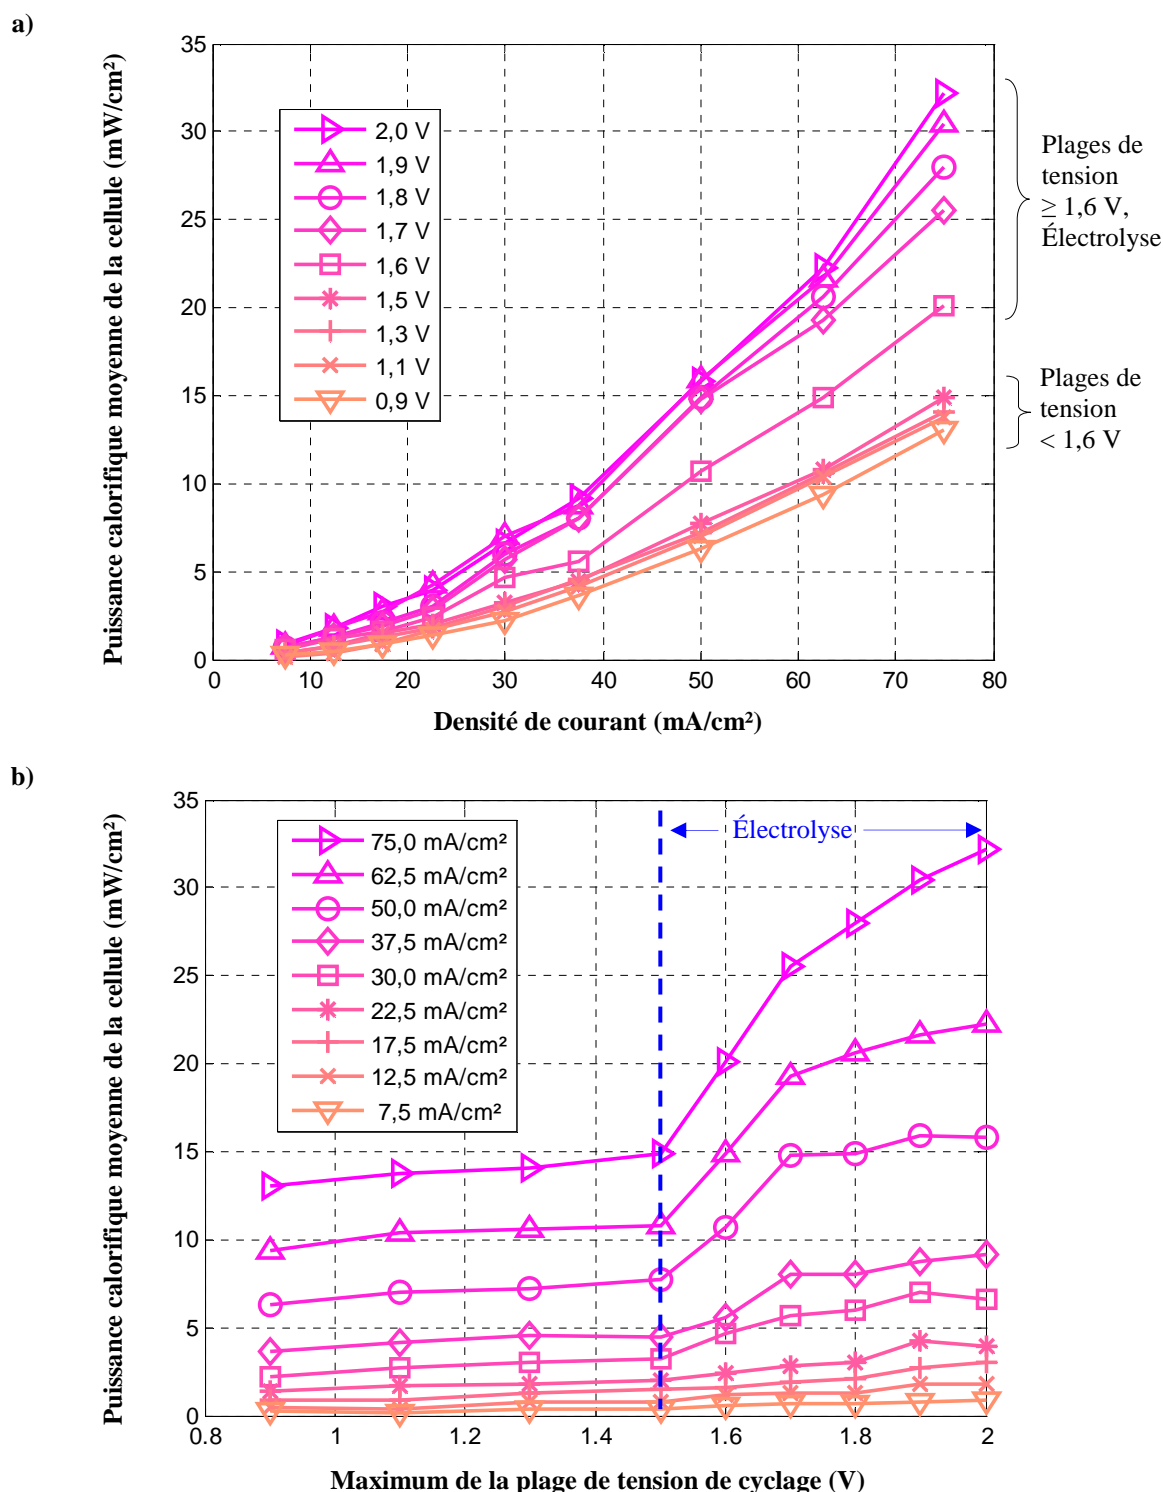 a)
Puissance calorifique moyenne de la cellule (mW/cm²)
35
30
25
20
15
10
5
0
2,0 V
1,9 V
1,8 V
1,7 V
1,6 V
1,5 V
1,3 V
1,1 V
0,9 V
Plages de
tension
≥ 1,6 V,
Électrolyse
Plages de
tension
< 1,6 V
0 10 20 30 40 50 60 70 80
Densité de courant (mA/cm²)
b)
Puissance calorifique moyenne de la cellule (mW/cm²)
35
30
25
20
15
10
5
0
75,0 mA/cm²
62,5 mA/cm²
50,0 mA/cm²
37,5 mA/cm²
30,0 mA/cm²
22,5 mA/cm²
17,5 mA/cm²
12,5 mA/cm²
7,5 mA/cm²
Électrolyse
0.8 1 1.2 1.4 1.6 1.8 2
Maximum de la plage de tension de cyclage (V)